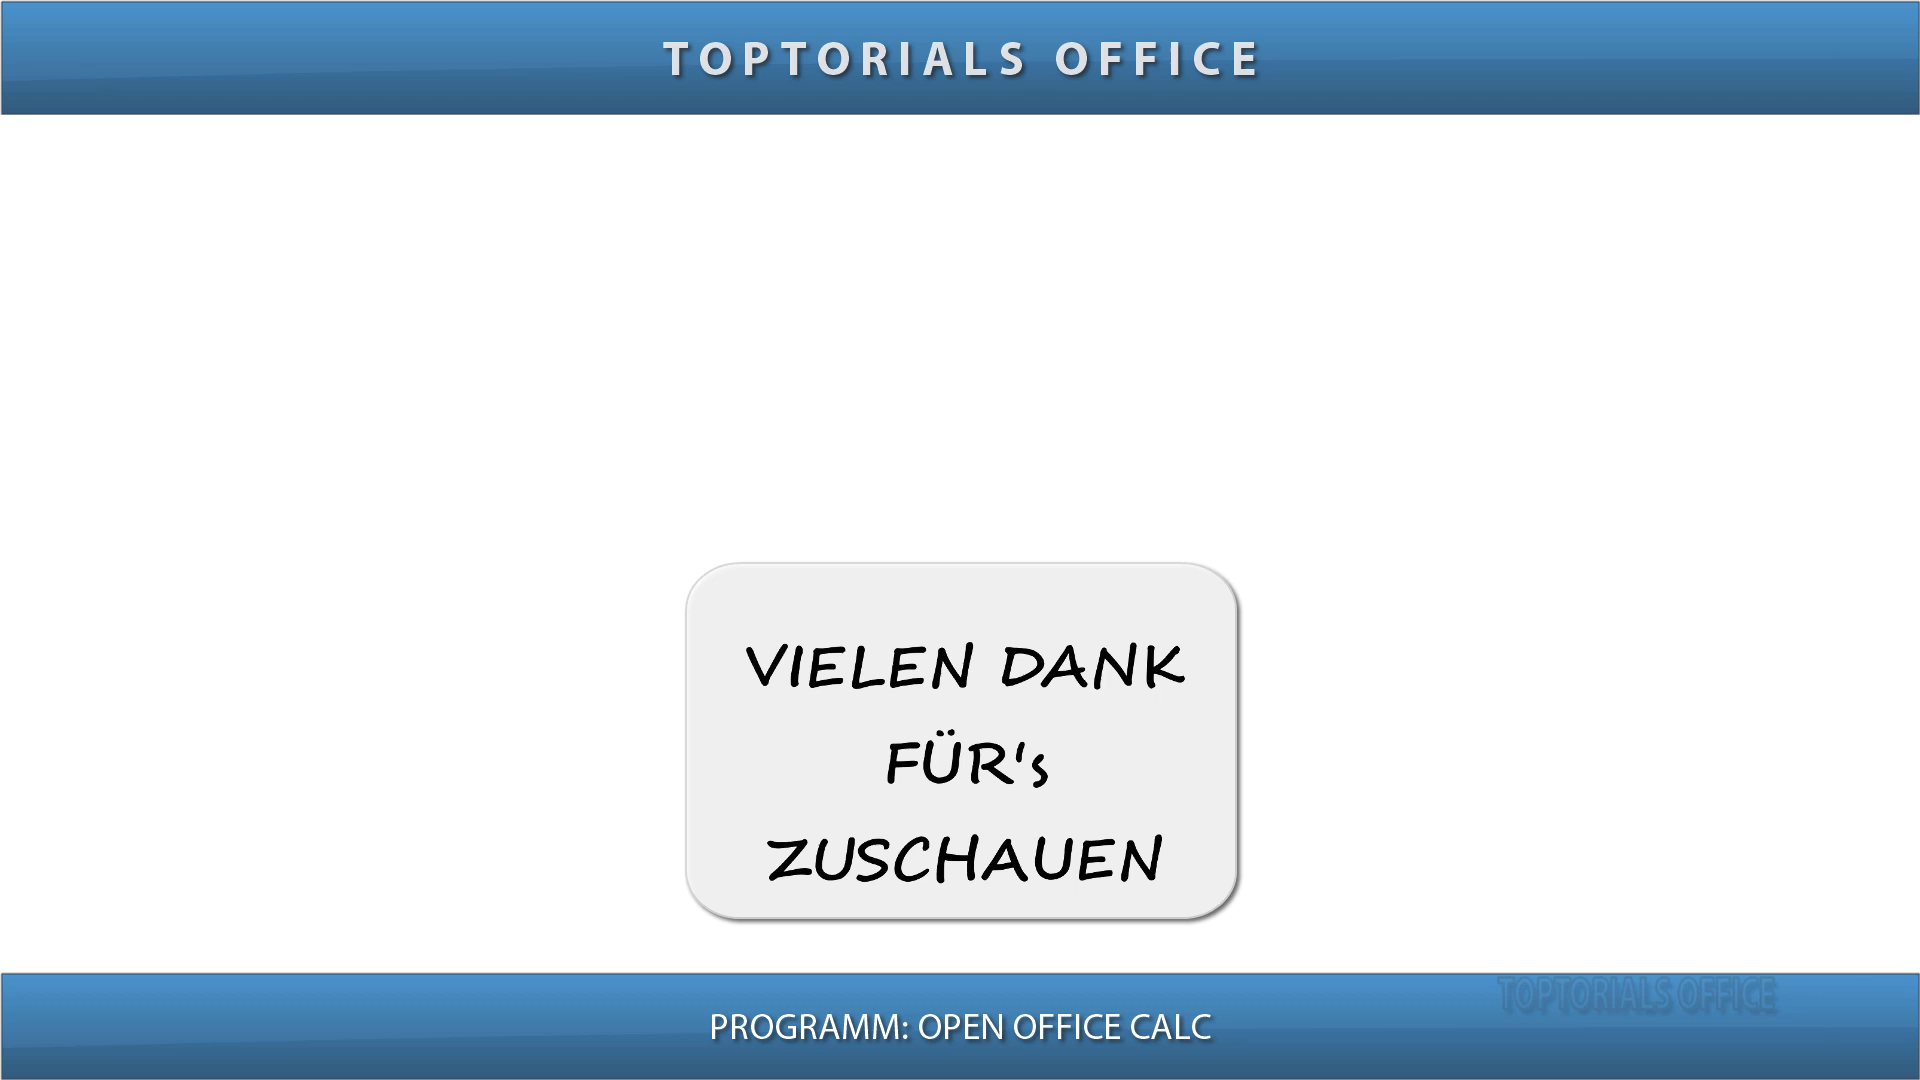 TOPTORIALS OFFICE
VIELEN DANK
FÜR's
ZUSCHAUEN
TOPTORIALS OFFICE
PROGRAMM: OPEN OFFICE CALC